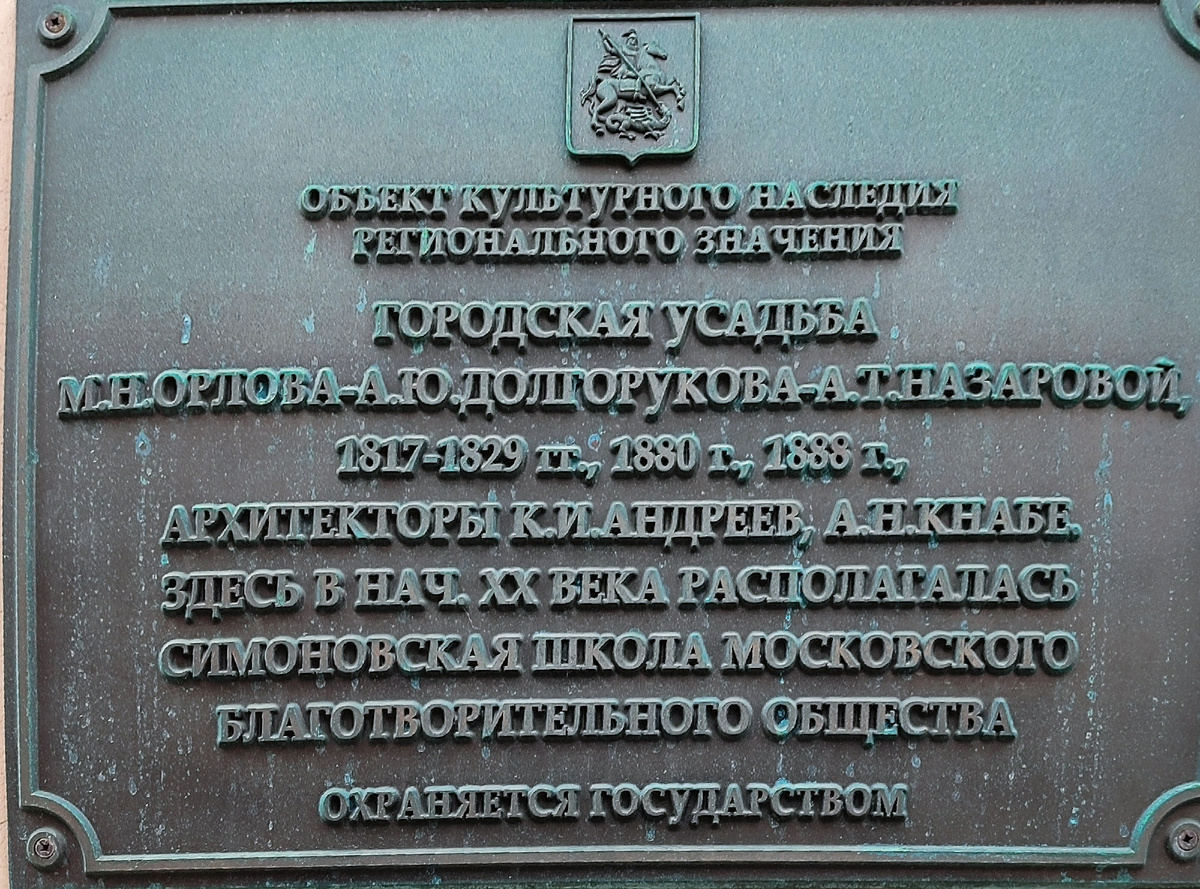 ОБЪЕКТ КУЛЬТУРНОГО НАСЛЕДИЯ
РЕГИОНАЛЬНОГО ЗНАЧЕНИЯ
ГОРОДСКАЯ УСАДЬБА
М.Н.ОРЛОВА-А.Ю.ДОЛГОРУКОВА-А.Т.НАЗАРОВОЙ,
1817-1829 гг., 1880 г., 1888 г.,
АРХИТЕКТОРЫ К.И.АНДРЕЕВ, А.Н.КНАБЕ.
ЗДЕСЬ В НАЧ. XX ВЕКА РАСПОЛАГАЛАСЬ
СИМОНОВСКАЯ ШКОЛА МОСКОВСКОГО
БЛАГОТВОРИТЕЛЬНОГО ОБЩЕСТВА
ОХРАНЯЕТСЯ ГОСУДАРСТВОМ